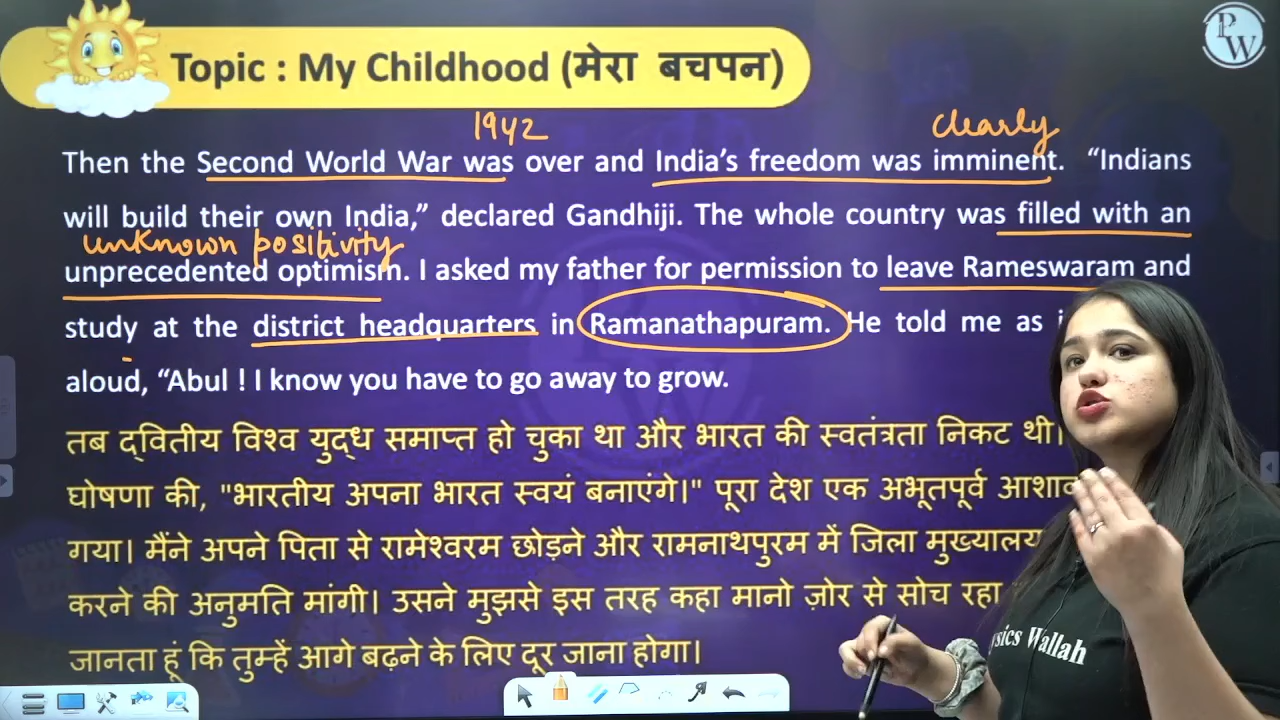 PW
Topic : My Childhood (मेरा बचपन)
1942
clearly
Then the Second World War was over and India's freedom was imminent. “Indians
will build their own India,” declared Gandhiji. The whole country was filled with an
unknown positivity
unprecedented optimism. I asked my father for permission to leave Rameswaram and
study at the district headquarters in Ramanathapuram. He told me as
aloud, “Abul ! I know you have to go away to grow.
तब द्वितीय विश्व युद्ध समाप्त हो चुका था और भारत की स्वतंत्रता निकट थी।
घोषणा की, "भारतीय अपना भारत स्वयं बनाएंगे।" पूरा देश एक अभूतपूर्व
गया। मैंने अपने पिता से रामेश्वरम छोड़ने और रामनाथपुरम में जिला मुख्यालय
करने की अनुमति मांगी। उसने मुझसे इस तरह कहा मानो ज़ोर से सोच रहा
जानता हूं कि तुम्हें आगे बढ़ने के लिए दूर जाना होगा।
Wallah